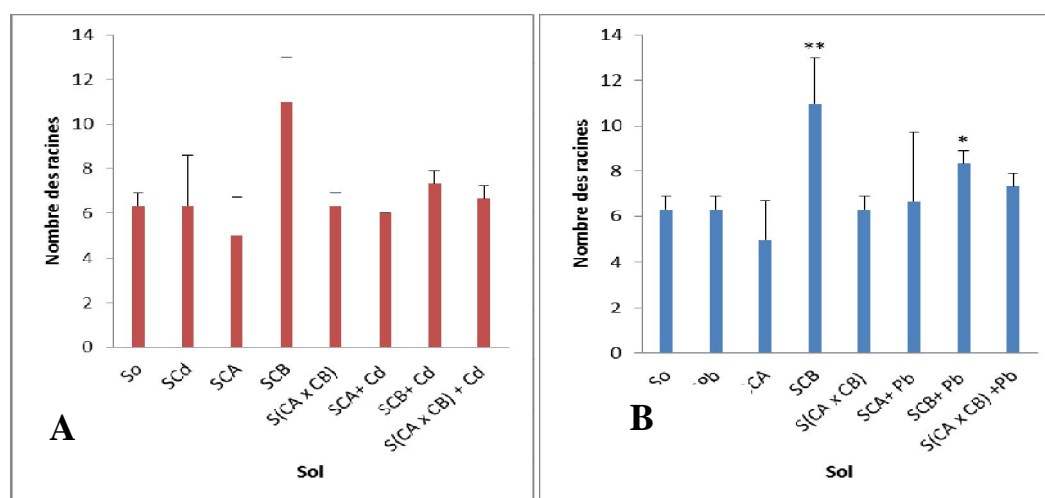 14
12
10
8
6
4
2
0
Nombre des racines
So
SCd
SCA
SCB
S(CA x CB)
SCA+ Cd
SCB+ Cd
S(CA x CB) + Cd
Sol
A
14
12
10
8
6
4
2
0
Nombre des racines
**
*
So
SCB
S(CA x CB)
SCA+ Pb
SCB+ Pb
S(CA x CB) +Pb
Sol
B